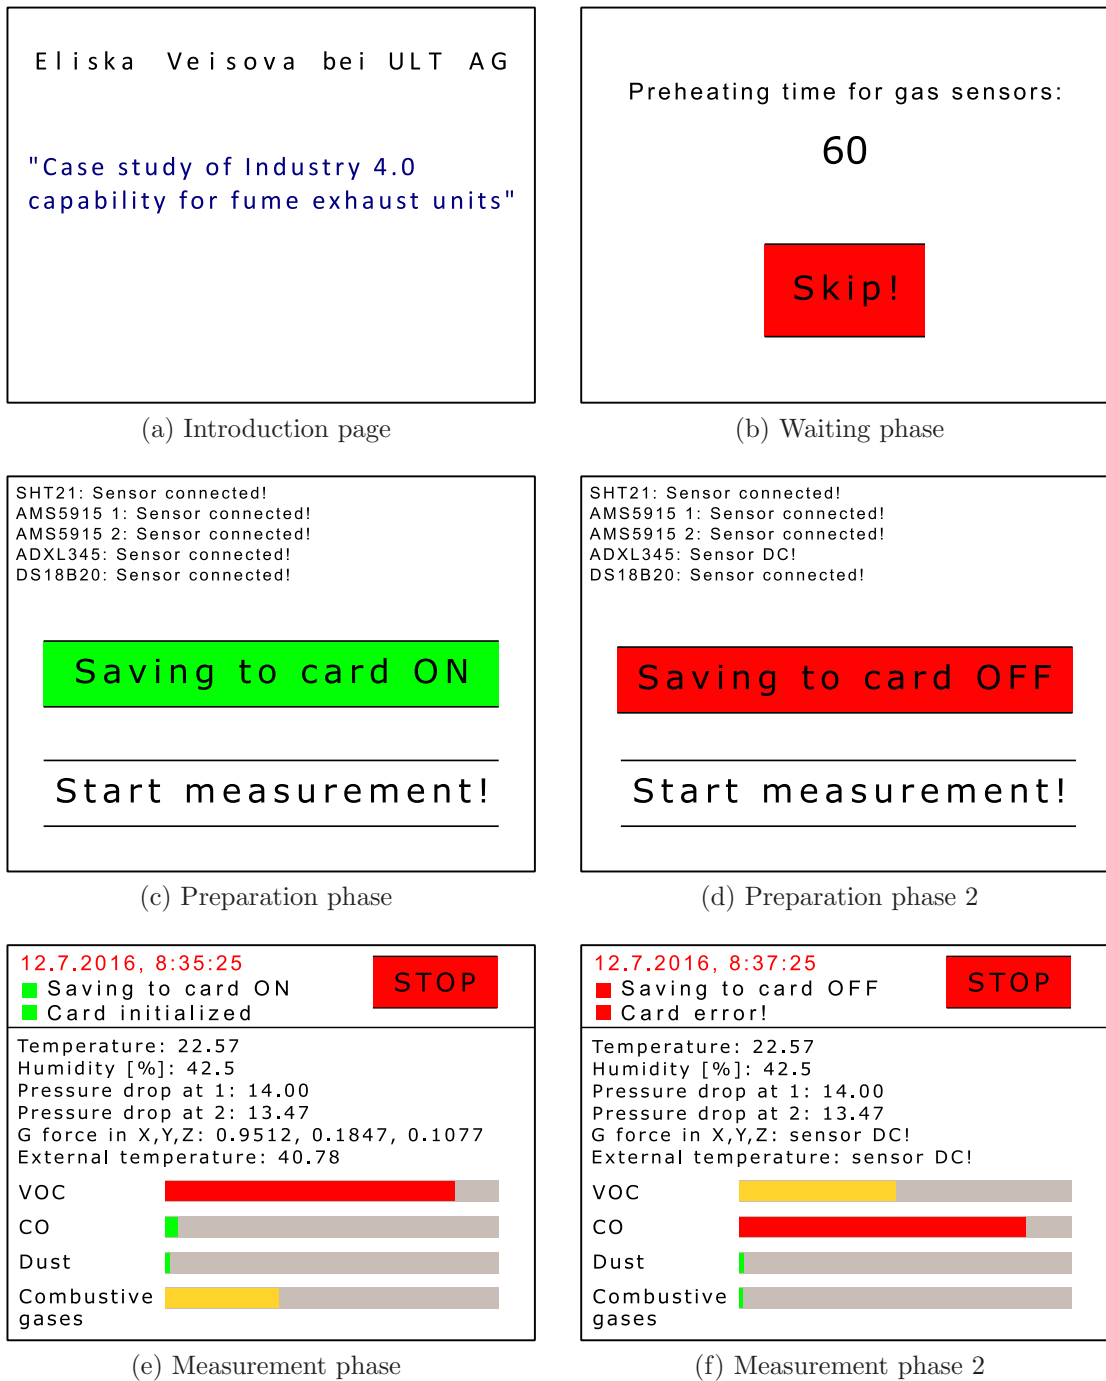 Eliska Veisova bei ULT AG
"Case study of Industry 4.0
capability for fume exhaust units"
(a) Introduction page
Preheating time for gas sensors:
60
Skip!
(b) Waiting phase
SHT21: Sensor connected!
AMS5915 1: Sensor connected!
AMS5915 2: Sensor connected!
ADXL345: Sensor connected!
DS18B20: Sensor connected!
Saving to card ON
Start measurement!
(c) Preparation phase
SHT21: Sensor connected!
AMS5915 1: Sensor connected!
AMS5915 2: Sensor connected!
ADXL345: Sensor DC!
DS18B20: Sensor connected!
Saving to card OFF
Start measurement!
(d) Preparation phase 2
12.7.2016, 8:35:25
Saving to card ON
Card initialized
STOP
Temperature: 22.57
Humidity [%]: 42.5
Pressure drop at 1: 14.00
Pressure drop at 2: 13.47
G force in X,Y,Z: 0.9512, 0.1847, 0.1077
External temperature: 40.78
VOC
CO
Dust
Combustive
gases
(e) Measurement phase
12.7.2016, 8:37:25
Saving to card OFF
Card error!
STOP
Temperature: 22.57
Humidity [%]: 42.5
Pressure drop at 1: 14.00
Pressure drop at 2: 13.47
G force in X,Y,Z: sensor DC!
External temperature: sensor DC!
VOC
CO
Dust
Combustive
gases
(f) Measurement phase 2